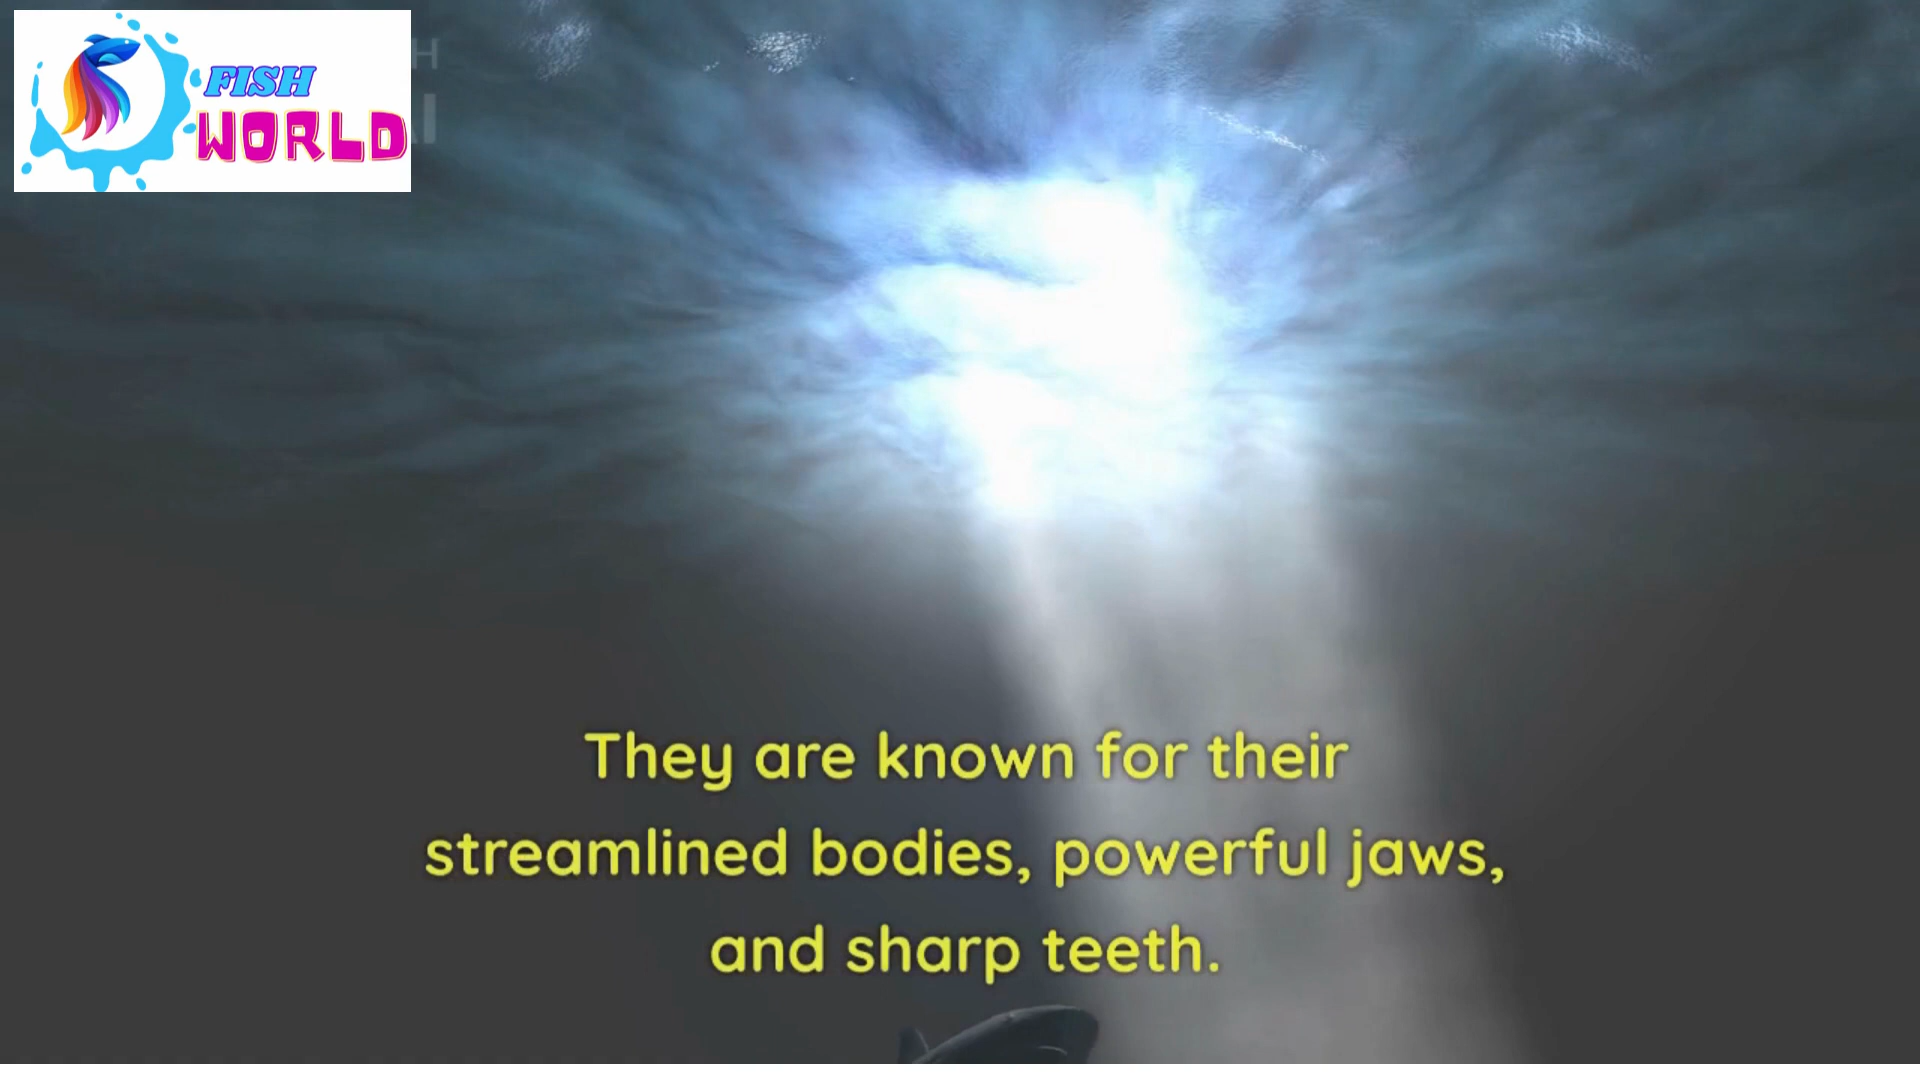 FISH
WORLD
They are known for their
streamlined bodies, powerful jaws,
and sharp teeth.